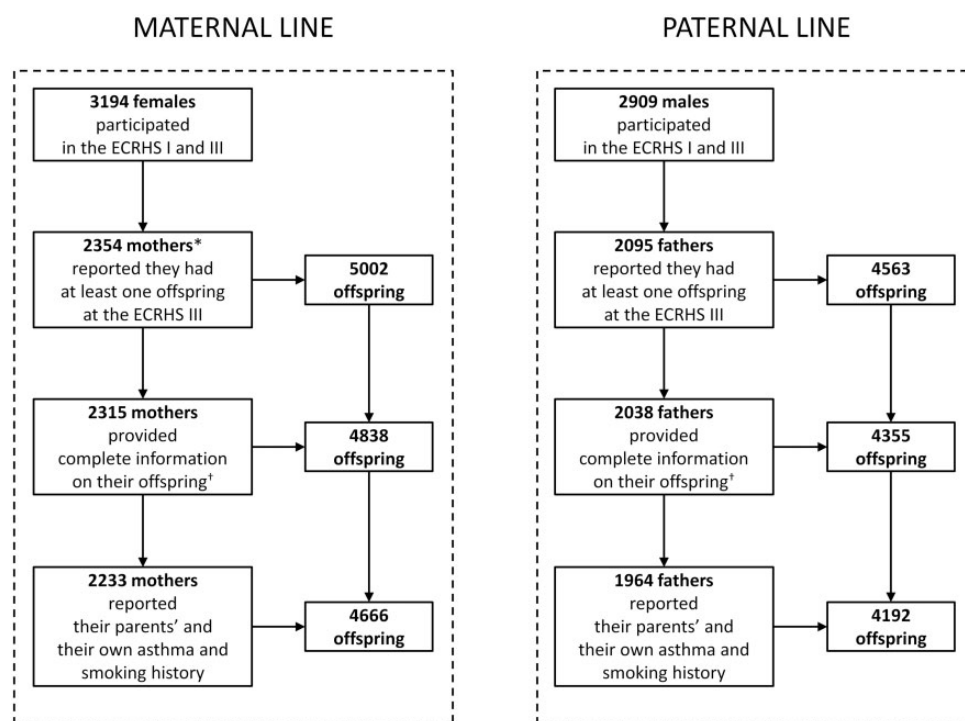 MATERNAL LINE
3194 females
participated
in the ECRHS I and III
2354 mothers*
reported they had
at least one offspring
at the ECRHS III
5002
offspring
2315 mothers
provided
complete information
on their offspring†
4838
offspring
2233 mothers
reported
their parents’ and
their own asthma and
smoking history
4666
offspring
PATERNAL LINE
2909 males
participated
in the ECRHS I and III
2095 fathers
reported they had
at least one offspring
at the ECRHS III
4563
offspring
2038 fathers
provided
complete information
on their offspring†
4355
offspring
1964 fathers
reported
their parents’ and
their own asthma and
smoking history
4192
offspring